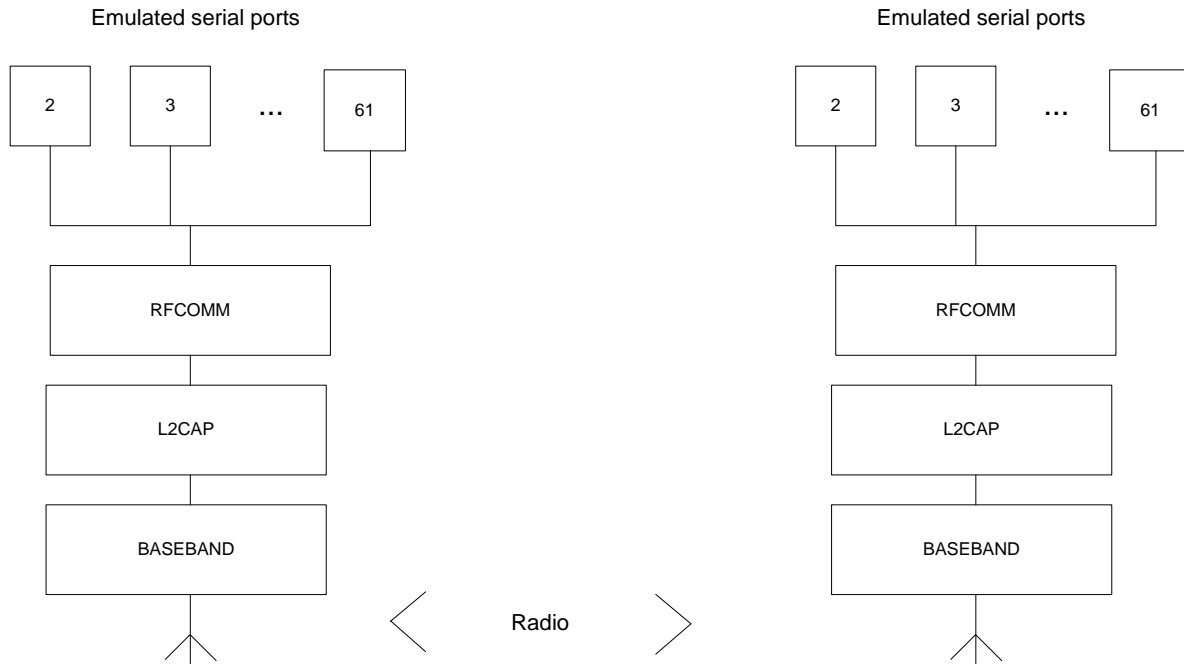 Emulated serial ports
Emulated serial ports
2
3
...
61
2
3
...
61
RFCOMM
RFCOMM
L2CAP
L2CAP
BASEBAND
BASEBAND
Radio